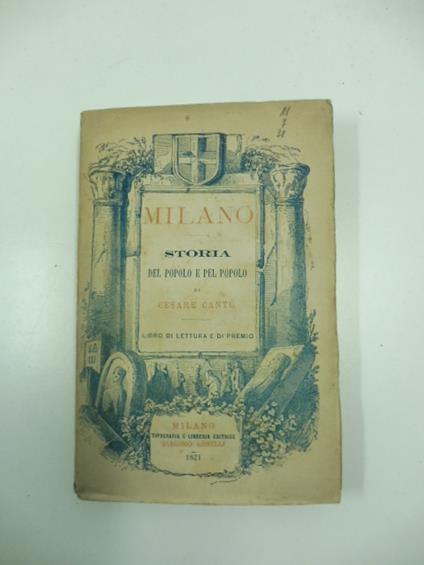 MILANO
STORIA
DEL POPOLO E PEL POPOLO
DI
CESARE CANTÙ
LIBRO DI LETTURA E DI PREMIO
MILANO
TIPOGRAFIA E LIBRERIA EDITRICE
GIACOMO AGNELLI
1871